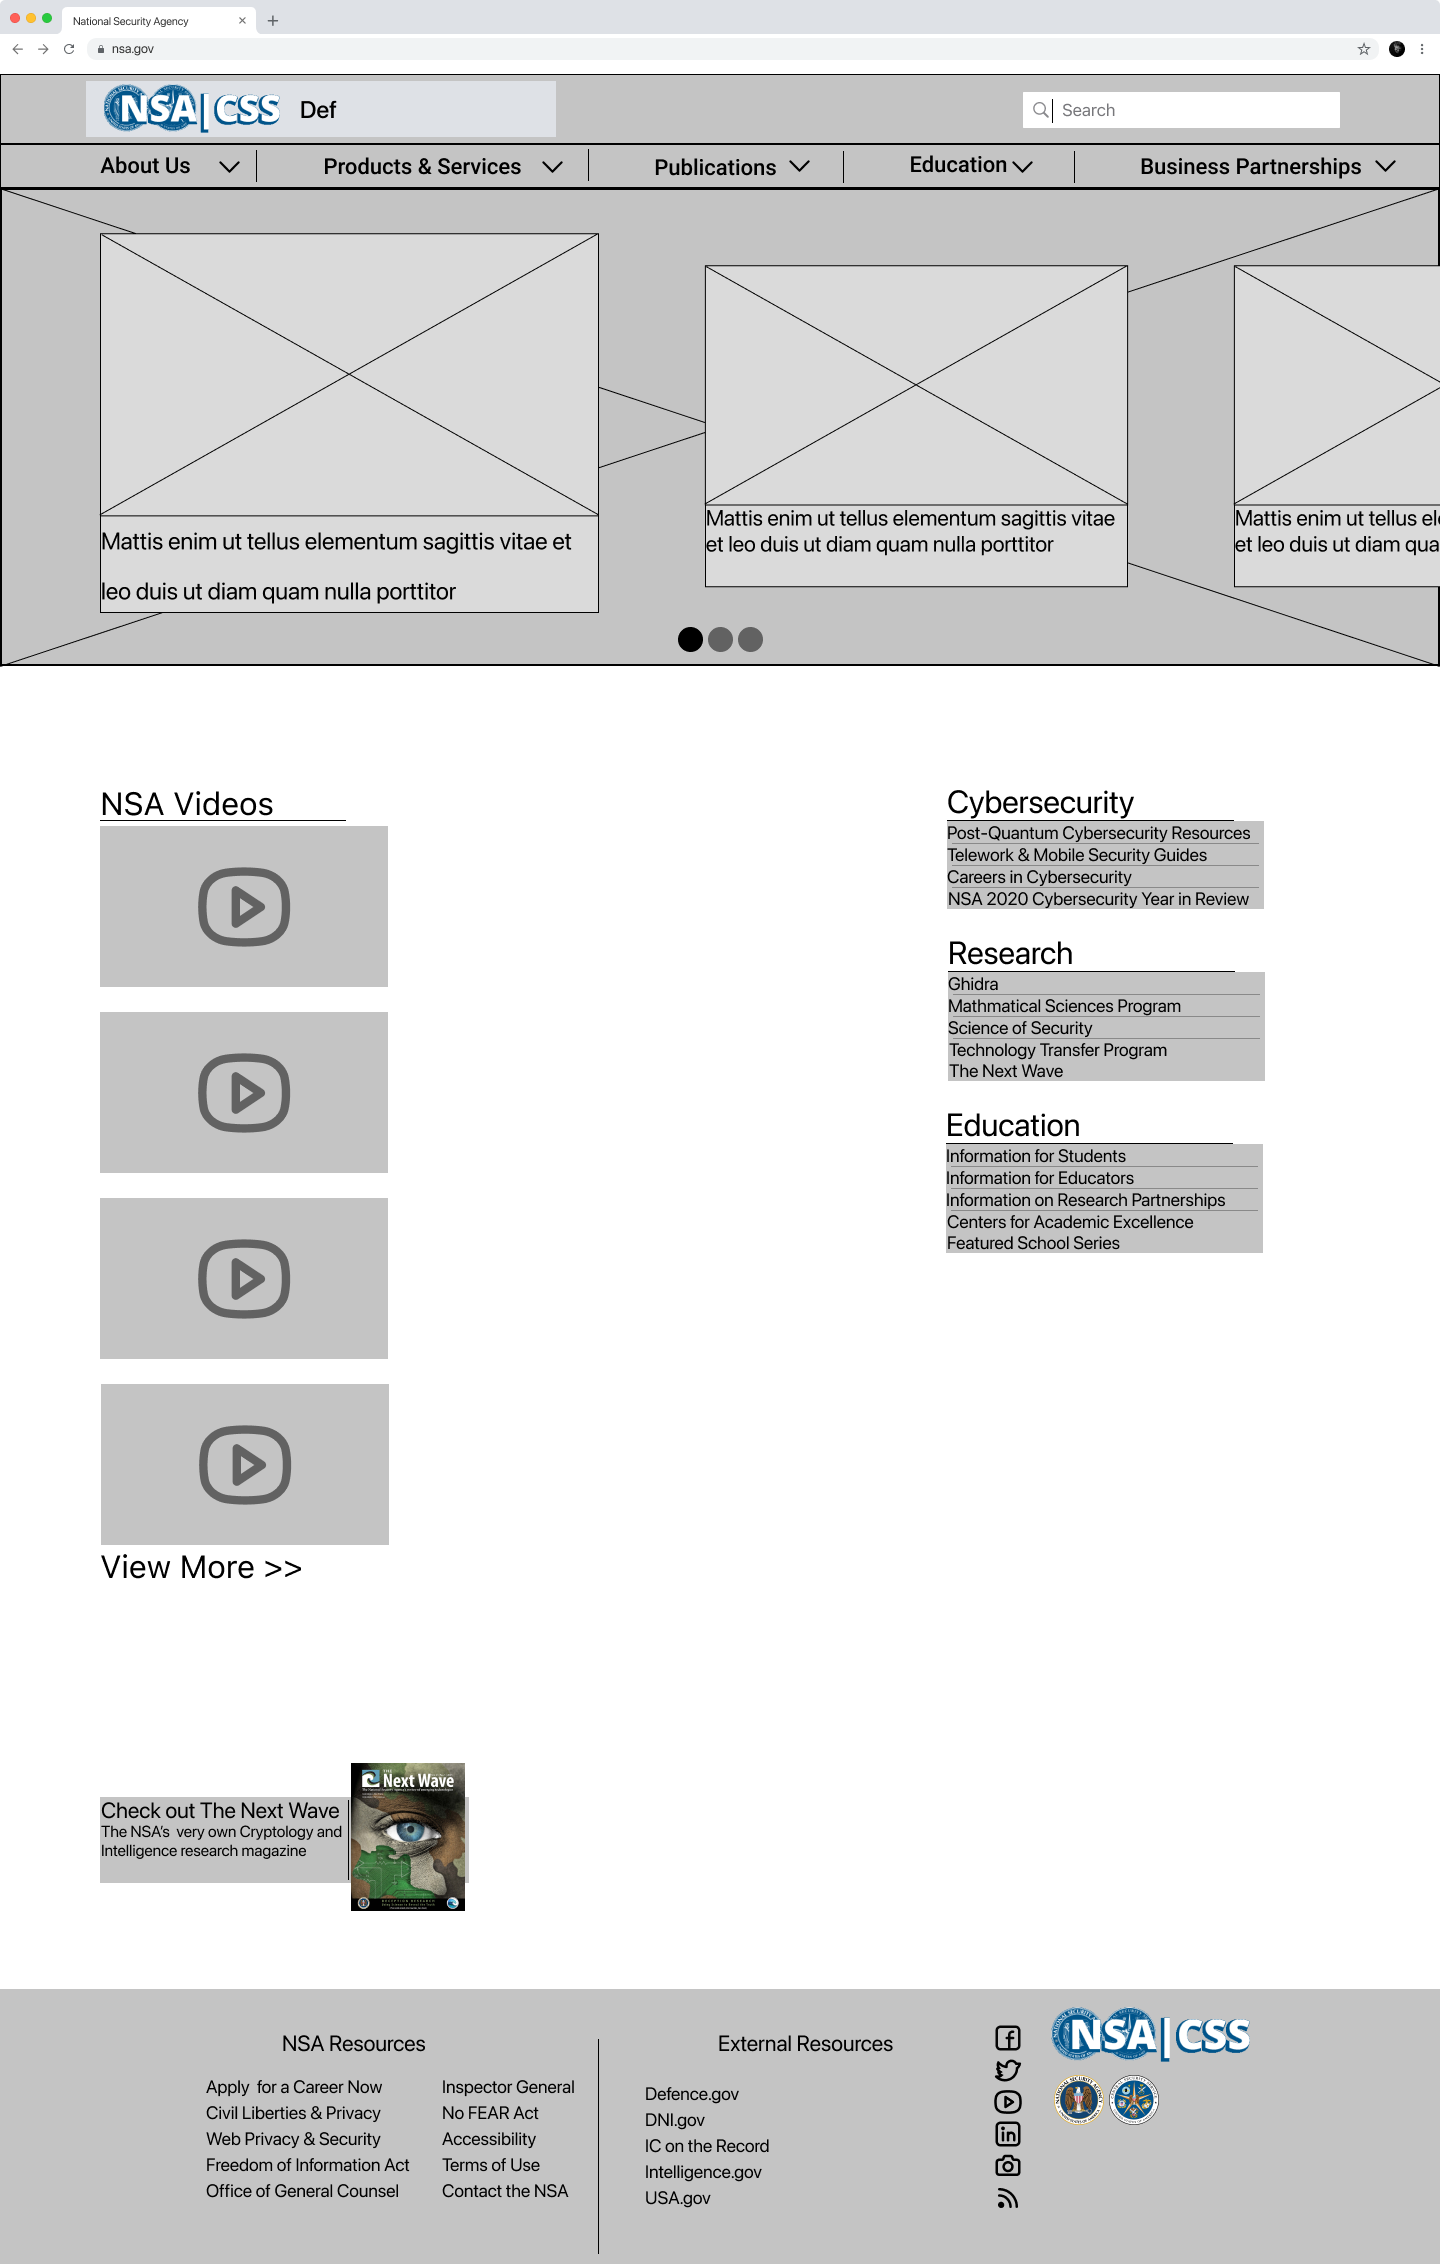 National Security Agency
nsa.gov
NSA|CSS
Def
Search
About Us
Products & Services
Publications
Education
Business Partnerships
Mattis enim ut tellus elementum sagittis vitae et
leo duis ut diam quam nulla porttitor
Mattis enim ut tellus elementum sagittis vitae
et leo duis ut diam quam nulla porttitor
Mattis enim ut tellus
et leo duis ut diam
NSA Videos
View More >>
Cybersecurity
Post-Quantum Cybersecurity Resources
Telework & Mobile Security Guides
Careers in Cybersecurity
NSA 2020 Cybersecurity Year in Review
Research
Ghidra
Mathmatical Sciences Program
Science of Security
Technology Transfer Program
The Next Wave
Education
Information for Students
Information for Educators
Information on Research Partnerships
Centers for Academic Excellence
Featured School Series
Check out The Next Wave
The NSA's  very own Cryptology and
Intelligence research magazine
THE
Next Wave
NSA Resources
Apply  for a Career Now
Civil Liberties & Privacy
Web Privacy & Security
Freedom of Information Act
Office of General Counsel
Inspector General
No FEAR Act
Accessibility
Terms of Use
Contact the NSA
External Resources
Defence.gov
DNI.gov
IC on the Record
Intelligence.gov
USA.gov
NSA|CSS